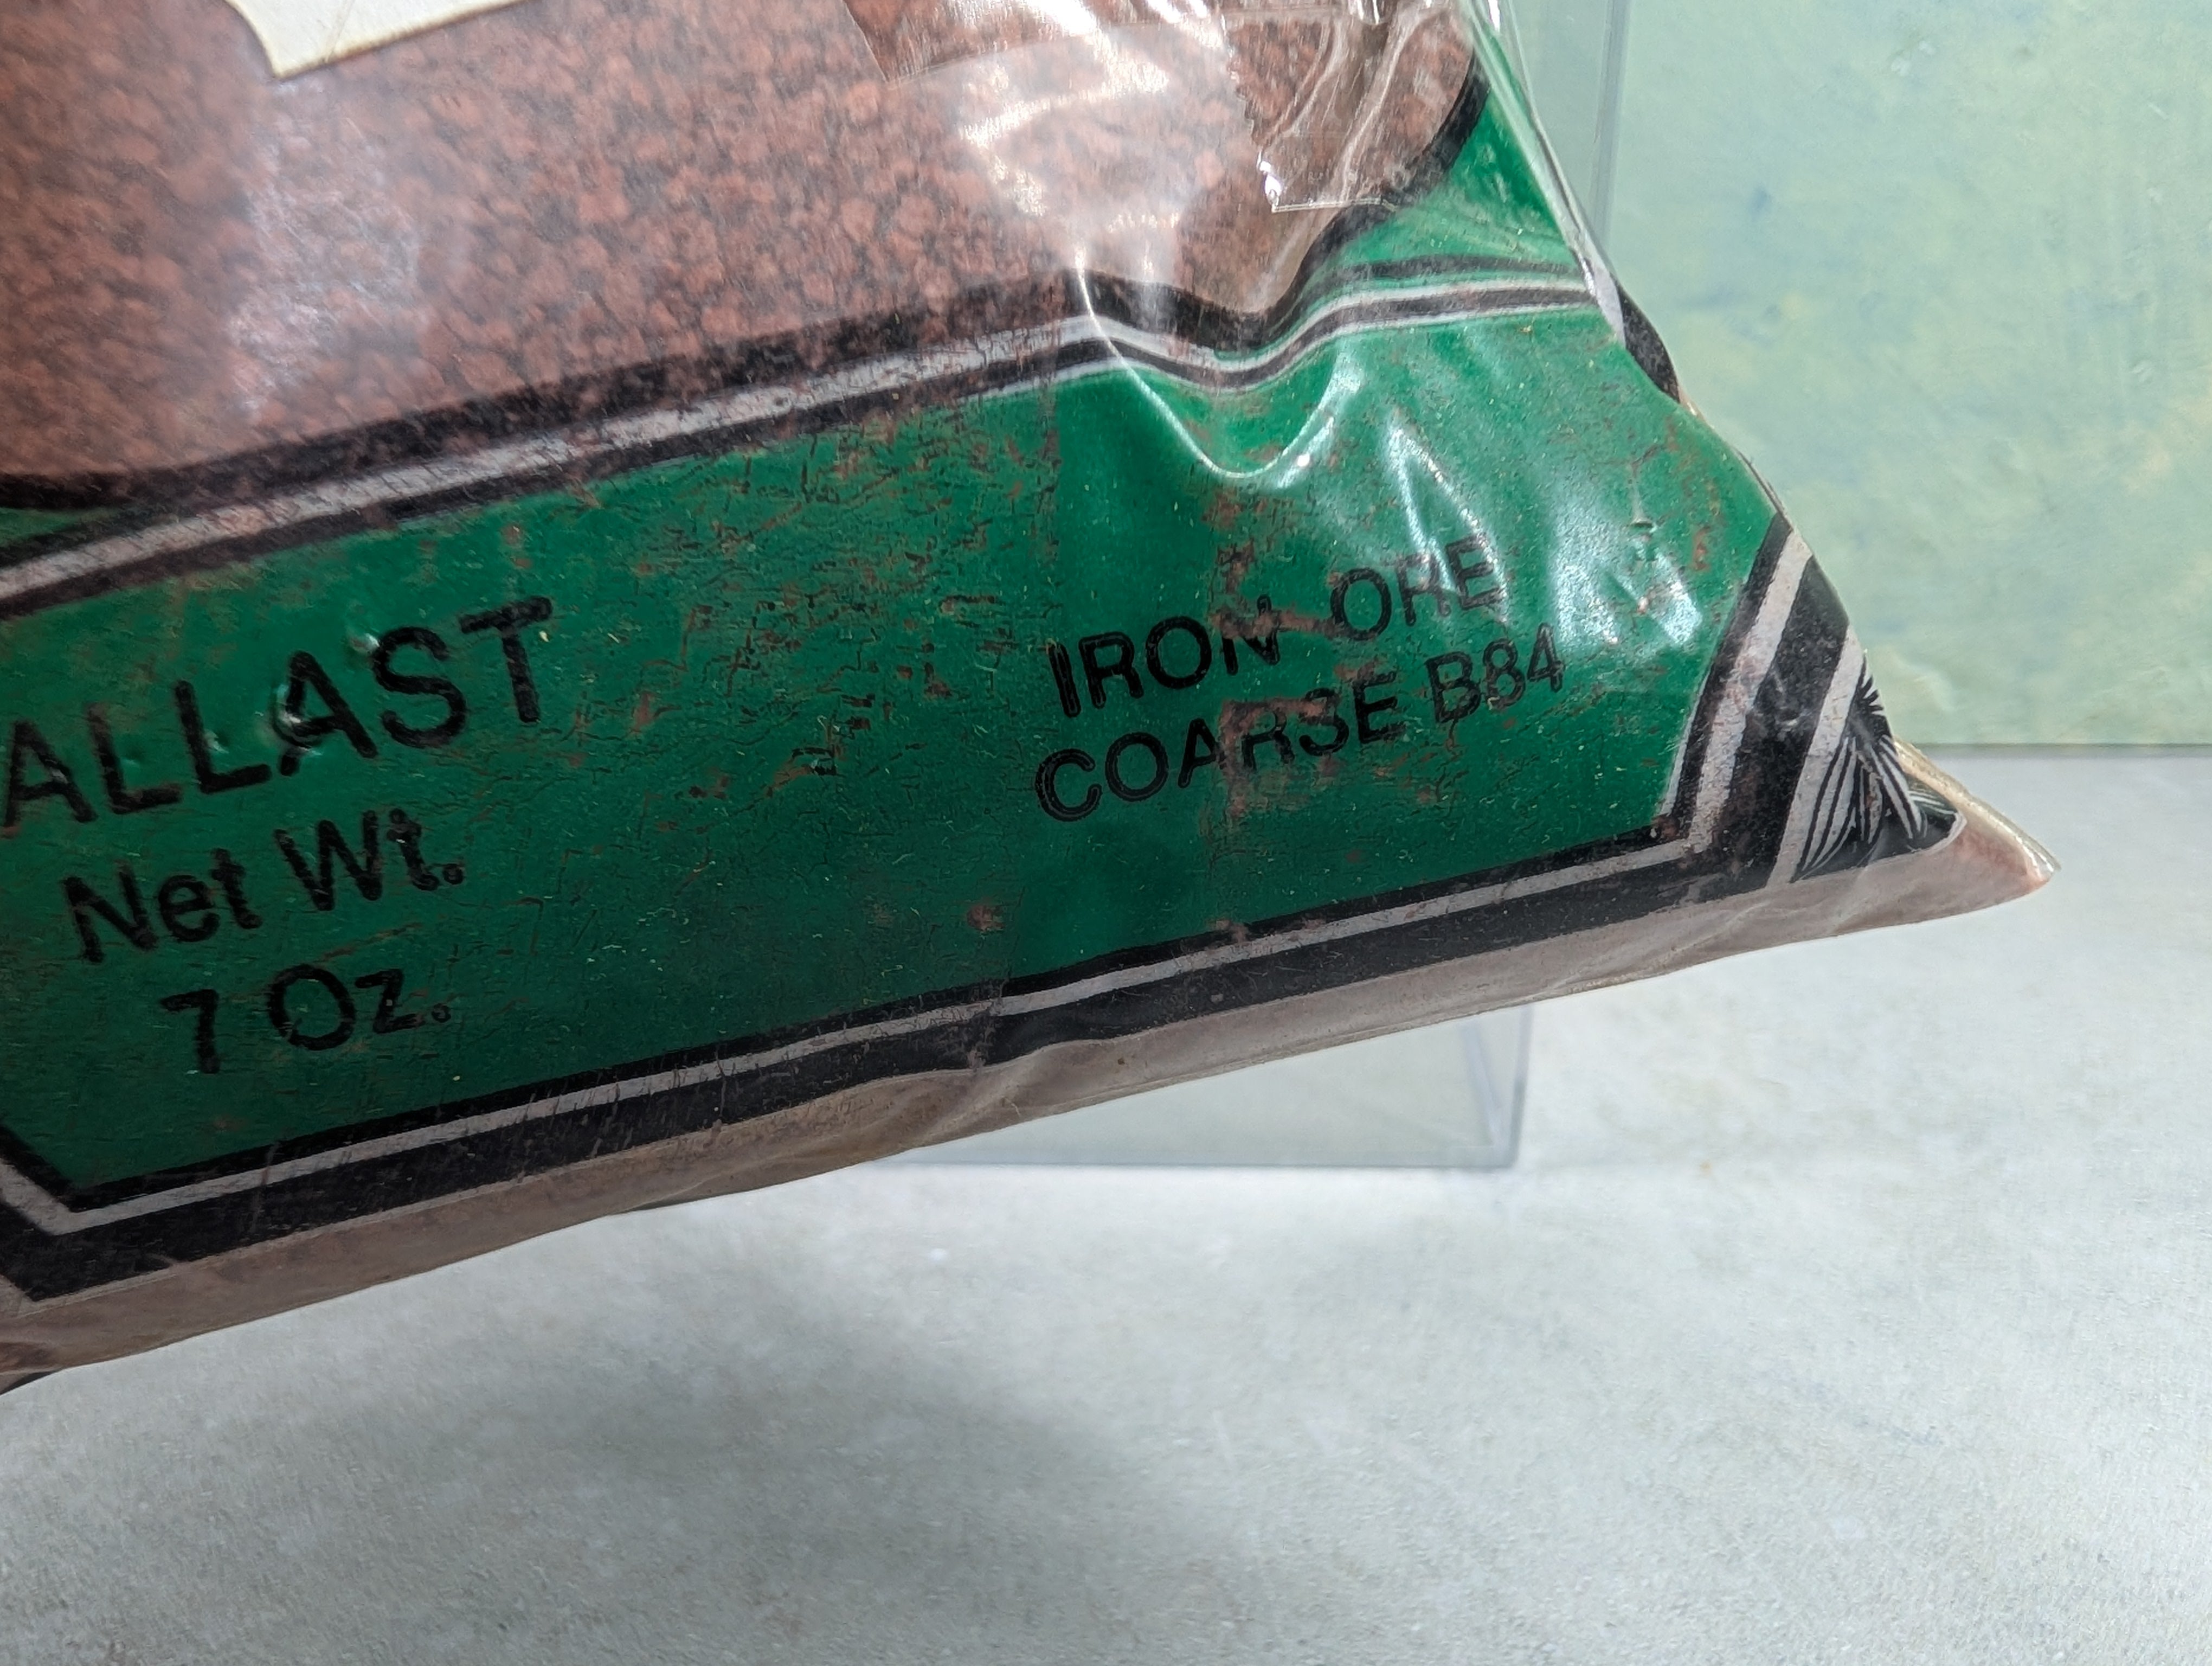 ALLAST
Net Wt.
7 Oz.
IRON ORE
COARSE B84